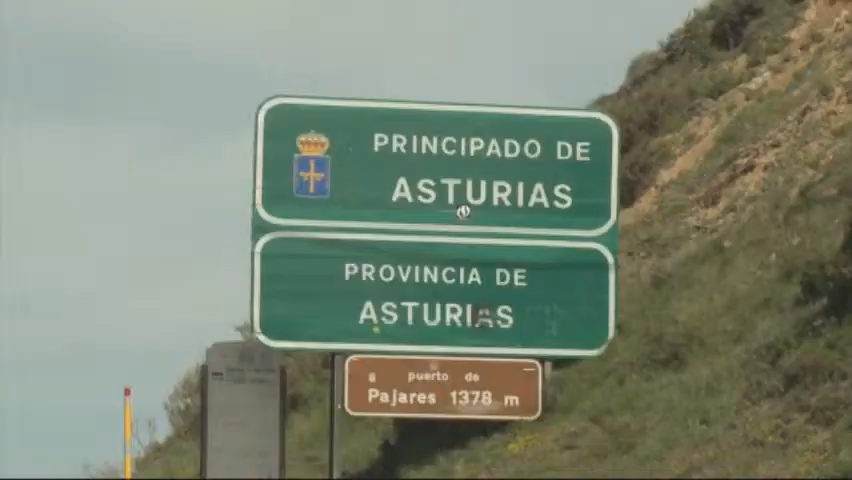 PRINCIPADO DE
ASTURIAS
PROVINCIA DE
ASTURIAS
puerto de
Pajares 1378 m